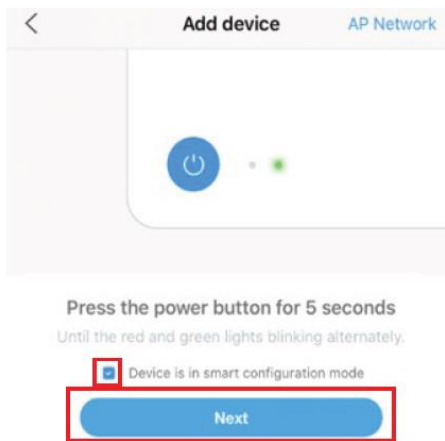 Add device
AP Network
Press the power button for 5 seconds
Until the red and green lights blinking alternately.
Device is in smart configuration mode
Next